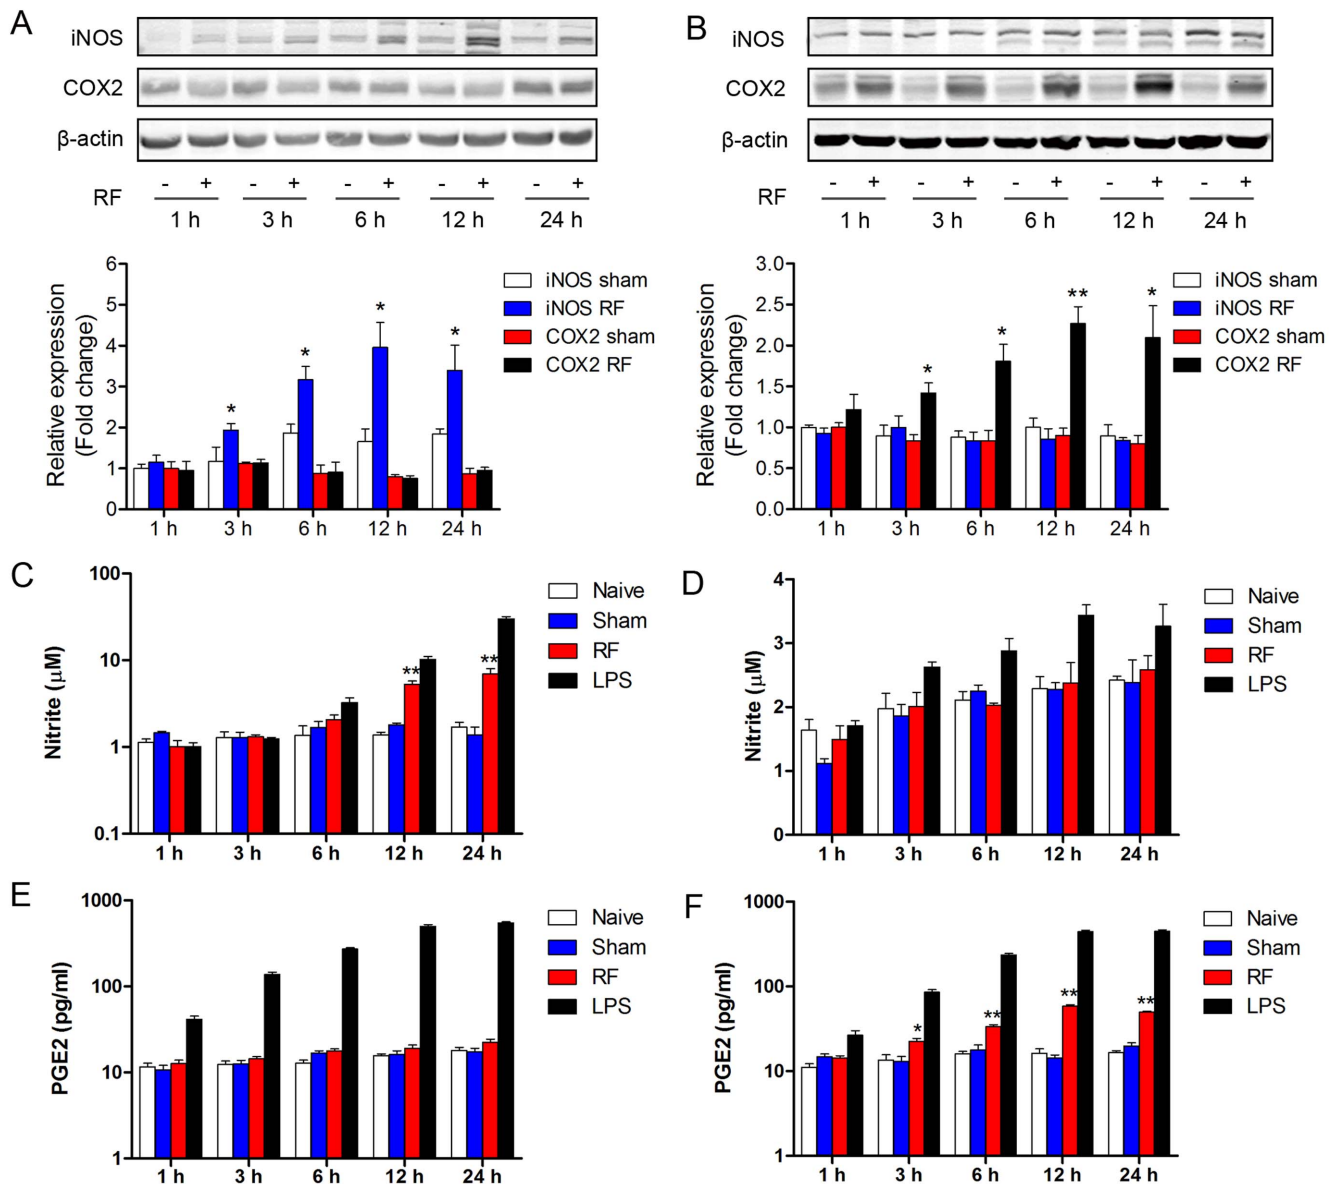 A
iNOS
COX2
β-actin
RF
- + - + - + - + - +
1 h 3 h 6 h 12 h 24 h
Relative expression
(Fold change)
6
5
4
3
2
1
0
* * * *
1 h 3 h 6 h 12 h 24 h
iNOS sham
iNOS RF
COX2 sham
COX2 RF
B
iNOS
COX2
β-actin
RF
- + - + - + - + - +
1 h 3 h 6 h 12 h 24 h
Relative expression
(Fold change)
3.0
2.5
2.0
1.5
1.0
0.5
0.0
* * ** *
1 h 3 h 6 h 12 h 24 h
iNOS sham
iNOS RF
COX2 sham
COX2 RF
C
Nitrite (µM)
100
10
1
0.1
** **
1 h 3 h 6 h 12 h 24 h
Naive
Sham
RF
LPS
D
Nitrite (µM)
4
3
2
1
0
1 h 3 h 6 h 12 h 24 h
Naive
Sham
RF
LPS
E
PGE2 (pg/ml)
1000
100
10
1
1 h 3 h 6 h 12 h 24 h
Naive
Sham
RF
LPS
F
PGE2 (pg/ml)
1000
100
10
1
* ** ** **
1 h 3 h 6 h 12 h 24 h
Naive
Sham
RF
LPS